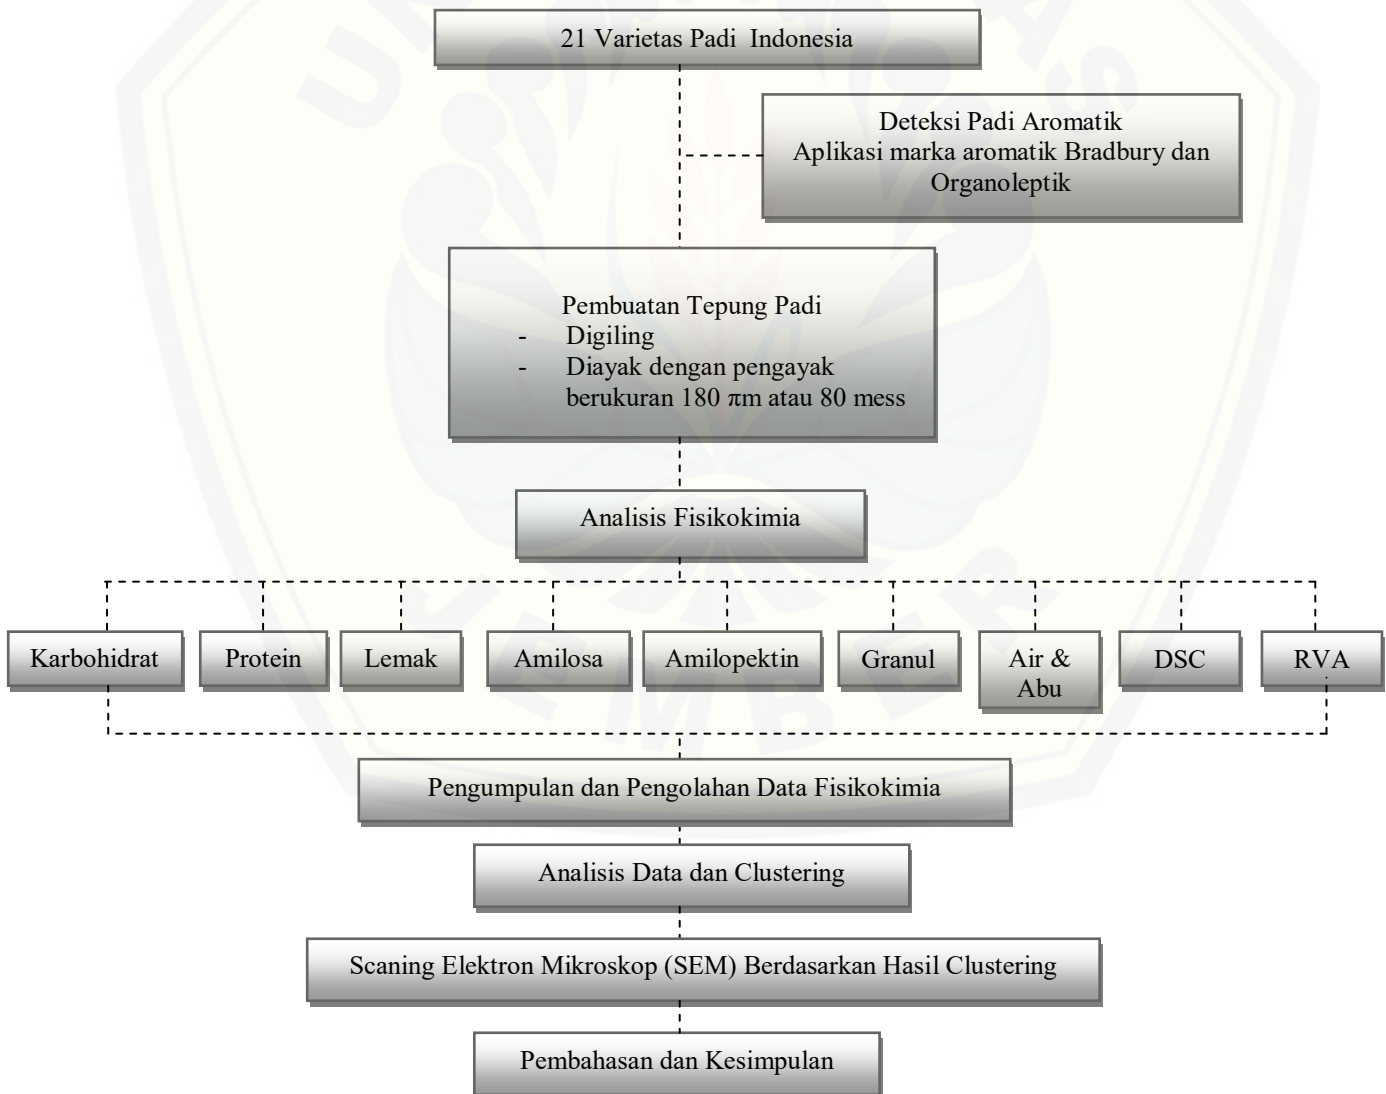 21 Varietas Padi Indonesia
Deteksi Padi Aromatik
Aplikasi marka aromatik Bradbury dan
Organoleptik
Pembuatan Tepung Padi
- Digiling
- Diayak dengan pengayak
berukuran 180 πm atau 80 mess
Analisis Fisikokimia
Karbohidrat
Protein
Lemak
Amilosa
Amilopektin
Granul
Air &
Abu
DSC
RVA
Pengumpulan dan Pengolahan Data Fisikokimia
Analisis Data dan Clustering
Scaning Elektron Mikroskop (SEM) Berdasarkan Hasil Clustering
Pembahasan dan Kesimpulan
JEMBER